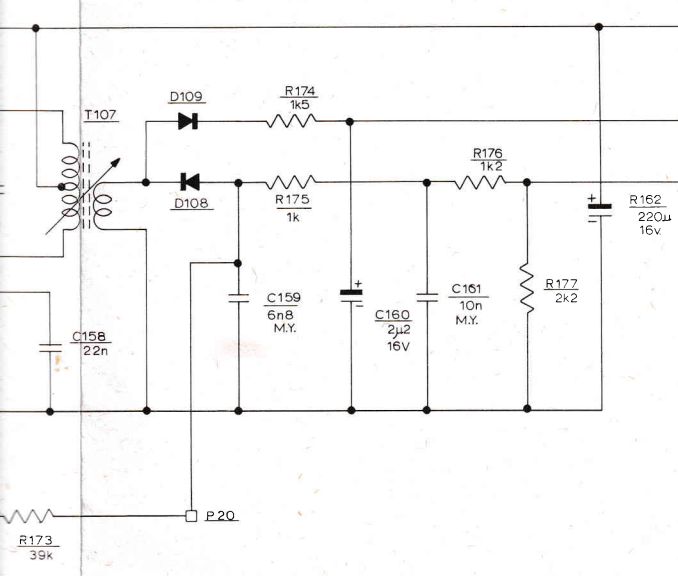 D109
R174
1k5
T107
R176
1k2
D108
R175
1k
+
R162
220µ
16v.
-
C159
6n8
M.Y.
+
-
C160
2µ2
16V
C161
10n
M.Y.
R177
2k2
C158
22n
P20
R173
39k